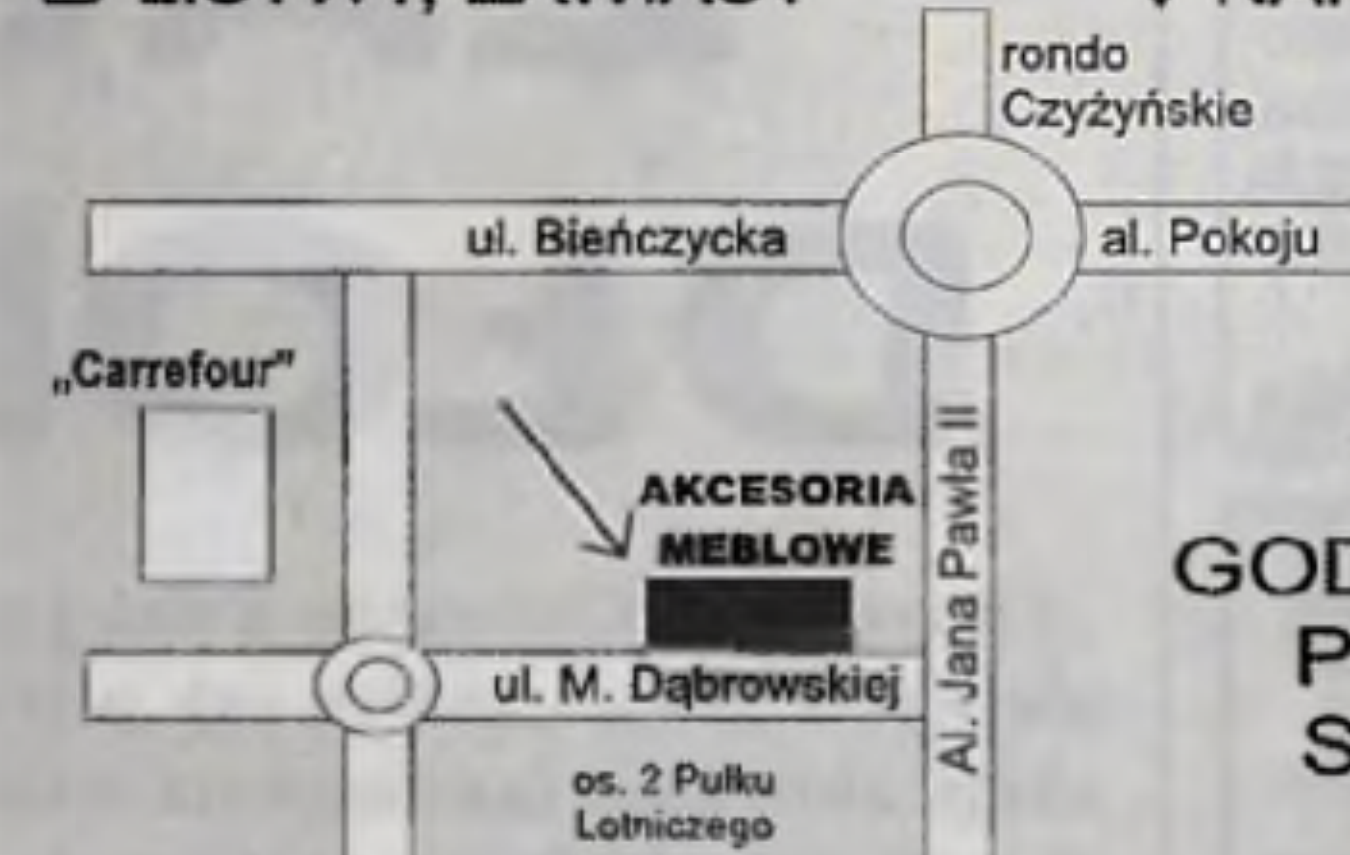 rondo
Czyżyńskie
ul. Bieńczycka
al. Pokoju
„Carrefour”
AKCESORIA
MEBLOWE
Al. Jana Pawła II
GOD
P
S
ul. M. Dąbrowskiej
os. 2 Pułku
Lotniczego